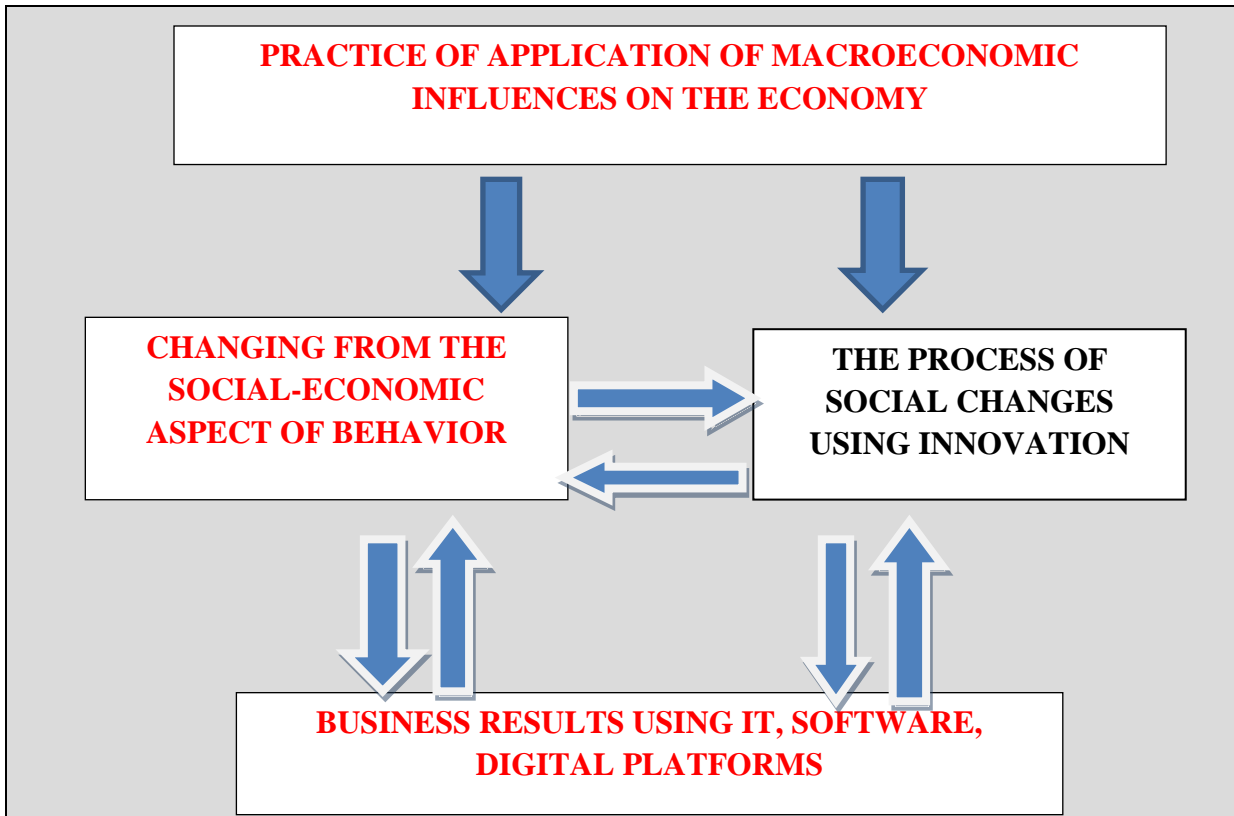 PRACTICE OF APPLICATION OF MACROECONOMIC
INFLUENCES ON THE ECONOMY
CHANGING FROM THE
SOCIAL-ECONOMIC
ASPECT OF BEHAVIOR
THE PROCESS OF
SOCIAL CHANGES
USING INNOVATION
BUSINESS RESULTS USING IT, SOFTWARE,
DIGITAL PLATFORMS